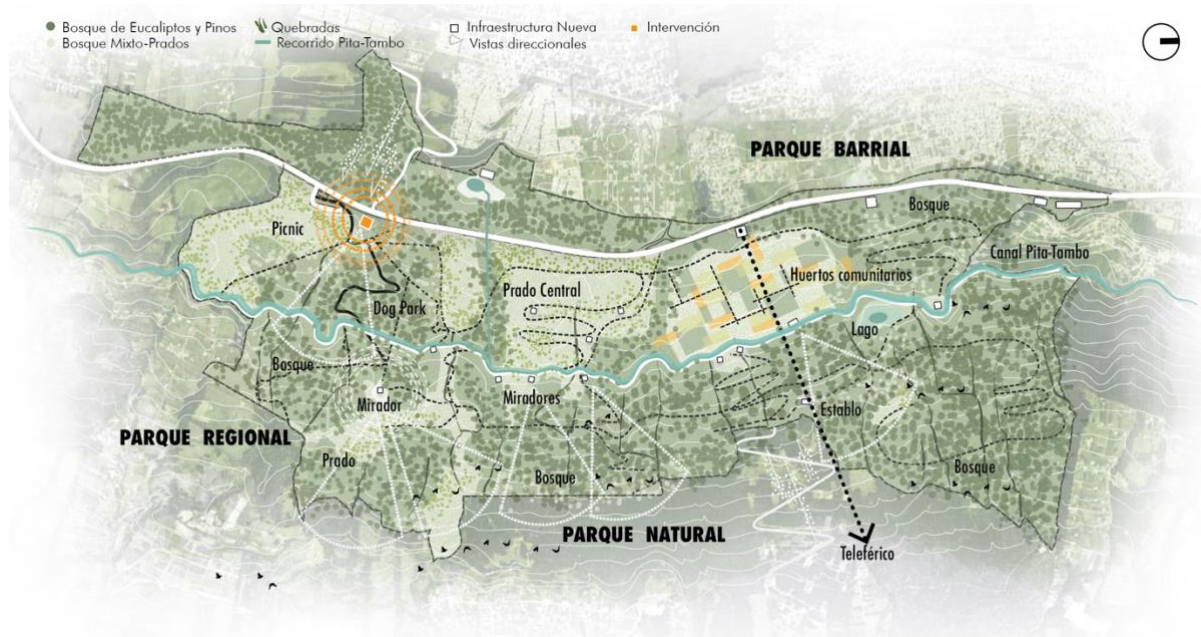 Bosque de Eucaliptos y Pinos
Bosque Mixto-Prados
Quebradas
Recorrido Pita-Tambo
Infraestructura Nueva
Vistas direccionales
Intervención
PARQUE BARRIAL
Bosque
Picnic
Canal Pita-Tambo
Huertos comunitarios
Prado Central
Dog Park
Lago
Bosque
Mirador
Miradores
Establo
PARQUE REGIONAL
Prado
Bosque
Bosque
PARQUE NATURAL
Teleférico